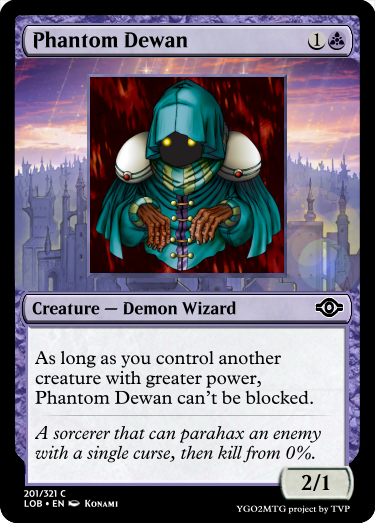 Phantom Dewan 1
Creature — Demon Wizard
As long as you control another
creature with greater power,
Phantom Dewan can't be blocked.
A sorcerer that can parahax an enemy
with a single curse, then kill from 0%.
2/1
201/321 C
LOB • EN Konami
YGO2MTG project by TVP